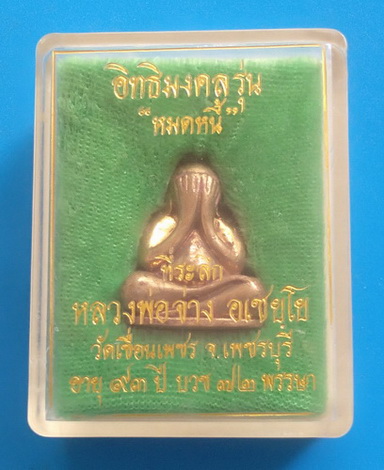 อิทธิมงคลรุ่น
"หมดหนี้"
ที่ระลึก
หลวงพ่อจาง อเชยฺโย
วัดเขื่อนเพชร จ.เพชรบุรี
อายุ ๙๓ ปี บวช ๗๒ พรรษา